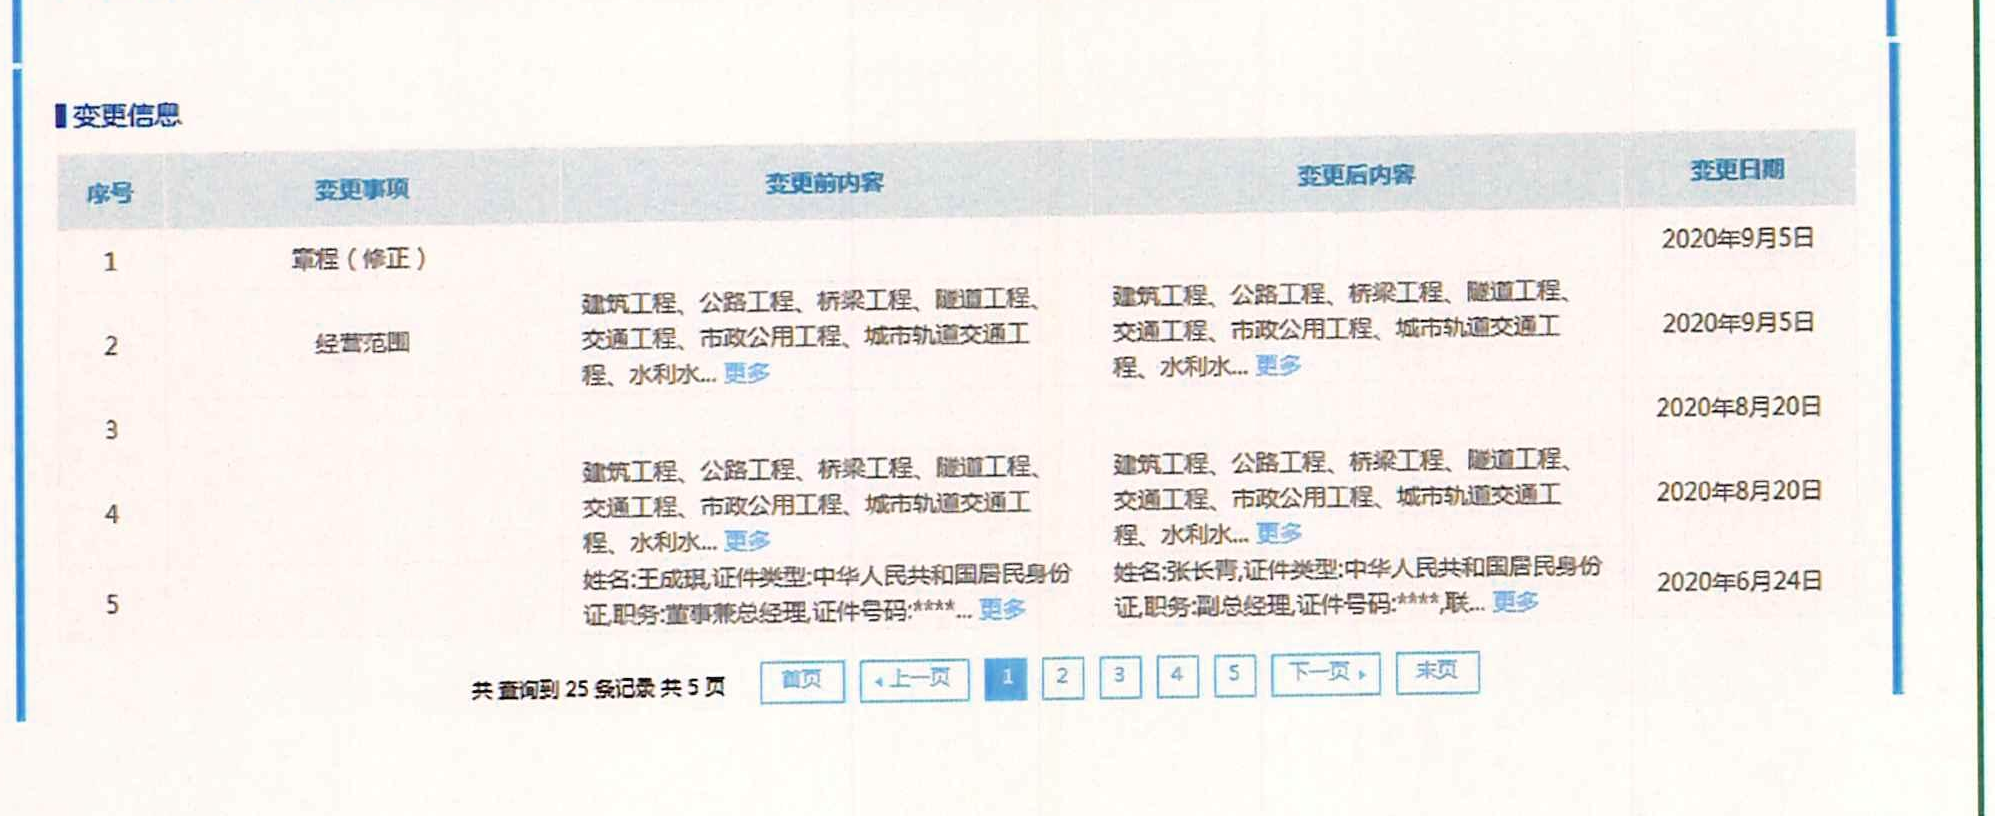 变更信息
序号 变更事项 变更前内容 变更后内容 变更日期
1 章程（修正） 2020年9月5日
2 经营范围 建筑工程、公路工程、桥梁工程、隧道工程、 建筑工程、公路工程、桥梁工程、隧道工程、 2020年9月5日
交通工程、市政公用工程、城市轨道交通工 交通工程、市政公用工程、城市轨道交通工
程、水利水... 更多 程、水利水... 更多
3 2020年8月20日
4 建筑工程、公路工程、桥梁工程、隧道工程、 建筑工程、公路工程、桥梁工程、隧道工程、 2020年8月20日
交通工程、市政公用工程、城市轨道交通工 交通工程、市政公用工程、城市轨道交通工
程、水利水... 更多 程、水利水... 更多
5 姓名:王成琪,证件类型:中华人民共和国居民身份 姓名:张长青,证件类型:中华人民共和国居民身份 2020年6月24日
证,职务:董事兼总经理,证件号码:****... 更多 证,职务:副总经理,证件号码:****,联... 更多
共 查询到 25 条记录 共 5 页 首页 上一页 1 2 3 4 5 下一页 末页